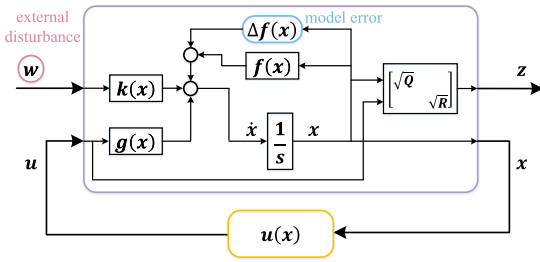 external
disturbance
Δf(x)
model error
w
f(x)
k(x)
√Q
√R
z
g(x)
ẋ
1
s
x
u
x
u(x)